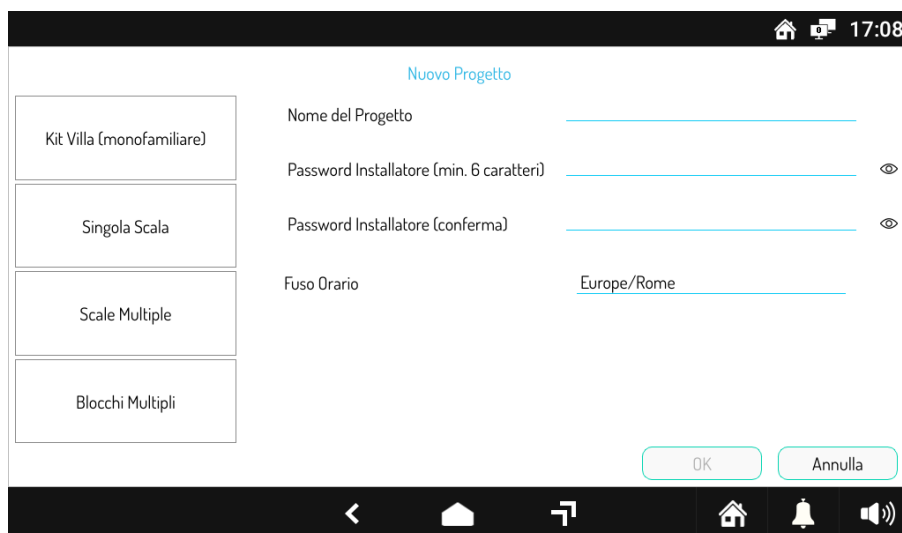 0
17:08
Nuovo Progetto
Kit Villa (monofamiliare)
Singola Scala
Scale Multiple
Blocchi Multipli
Nome del Progetto
Password Installatore (min. 6 caratteri)
Password Installatore (conferma)
Fuso Orario Europe/Rome
OK Annulla